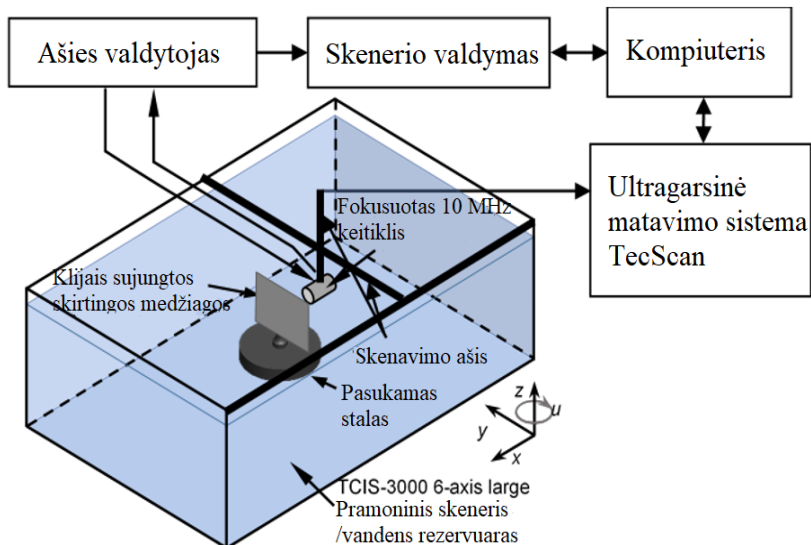 Ašies valdytojas
Skenerio valdymas
Kompiuteris
Ultragarsinė
matavimo sistema
TecScan
Fokusuotas 10 MHz
keitiklis
Klijais sujungtos
skirtingos medžiagos
Skenavimo ašis
Pasukamas
stalas
z
u
y
x
TCIS-3000 6-axis large
Pramoninis skeneris
/vandens rezervuaras